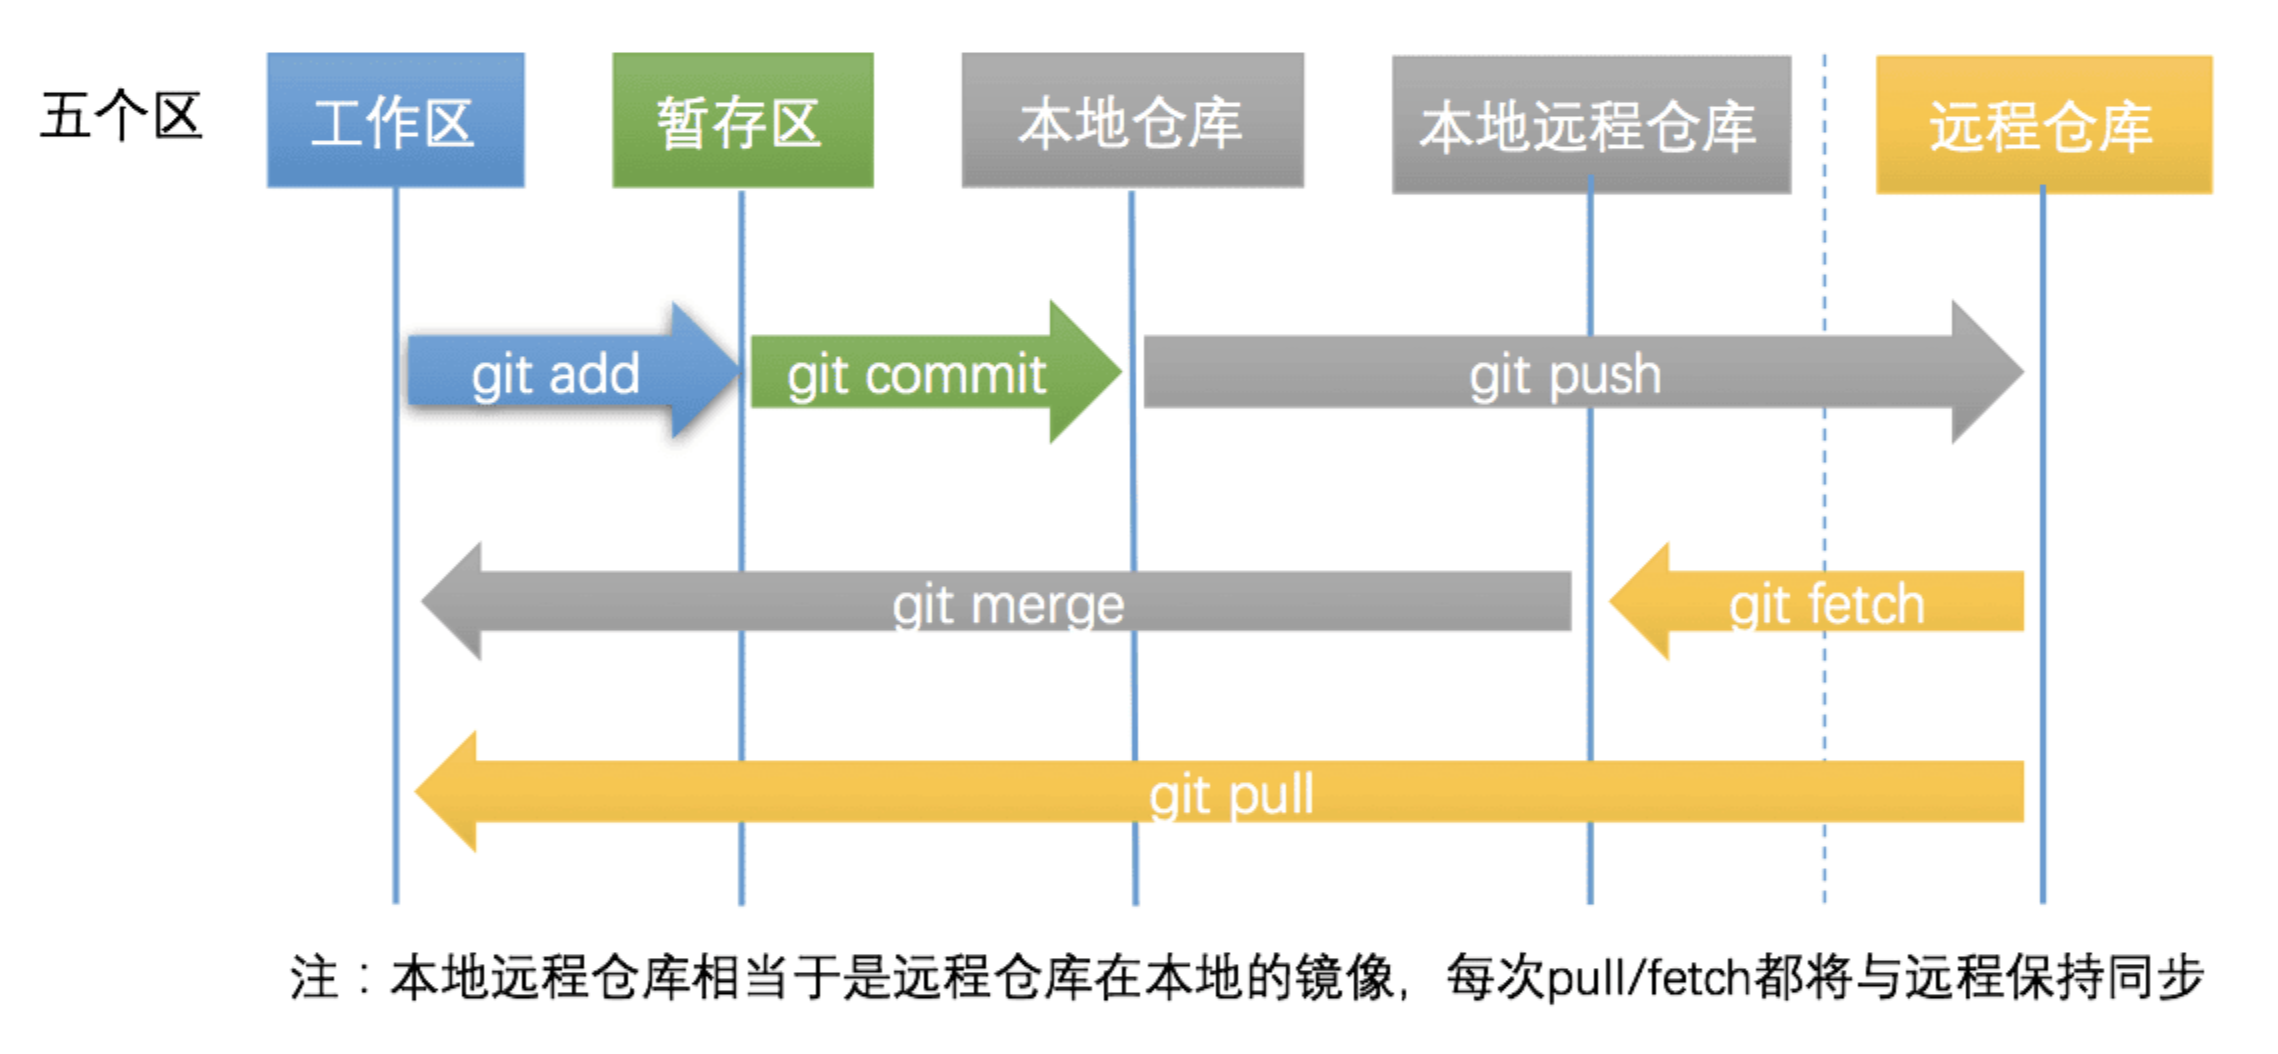 五个区
工作区
暂存区
本地仓库
本地远程仓库
远程仓库
git add
git commit
git push
git merge
git fetch
git pull
注：本地远程仓库相当于是远程仓库在本地的镜像，每次pull/fetch都将与远程保持同步